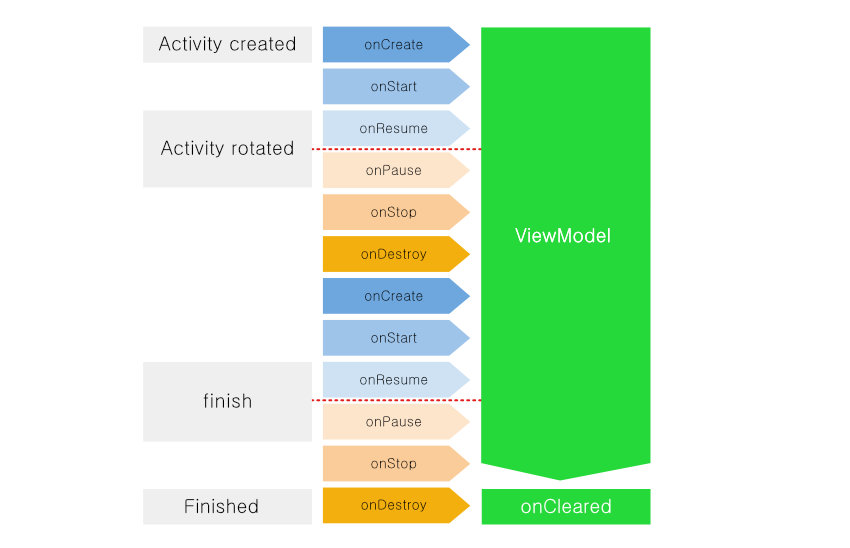 Activity created
onCreate
onStart
onResume
Activity rotated
onPause
onStop
ViewModel
onDestroy
onCreate
onStart
onResume
finish
onPause
onStop
Finished
onDestroy
onCleared